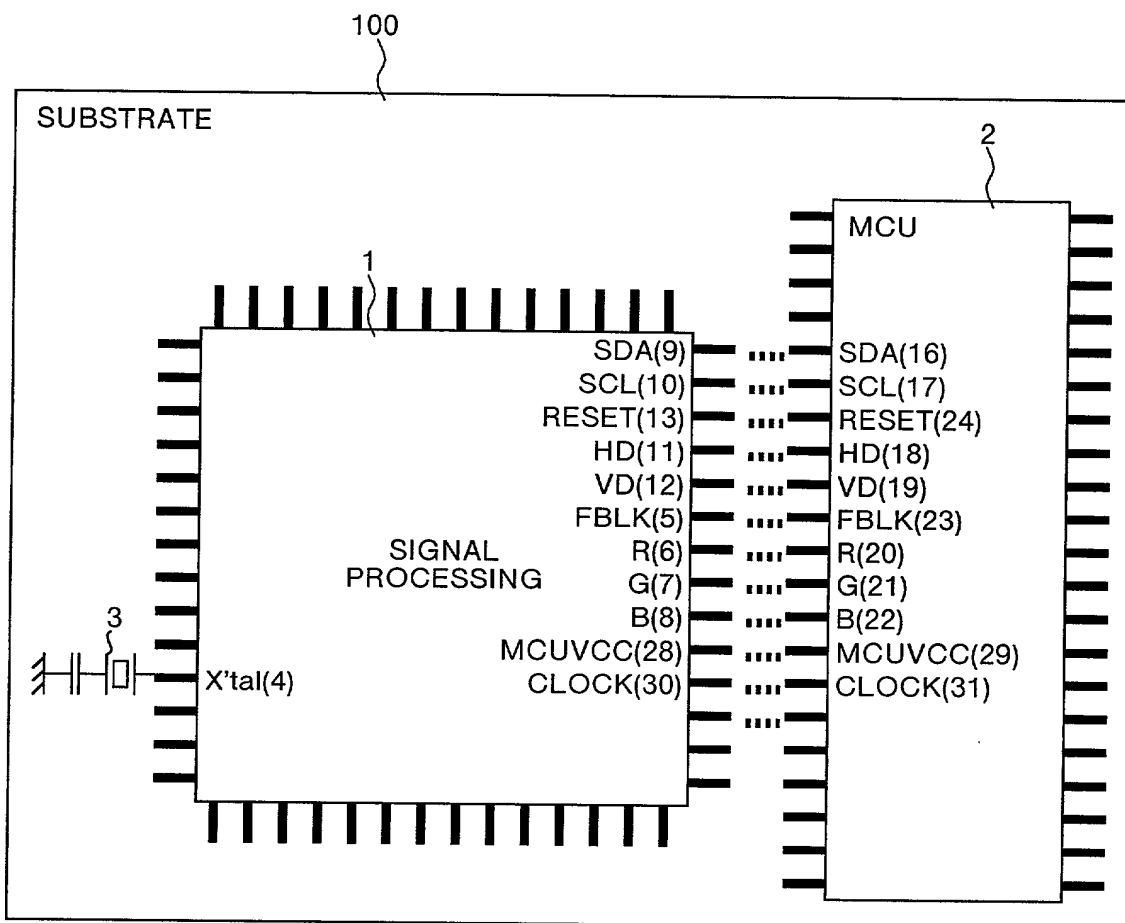 100
SUBSTRATE
2
MCU
1
SDA(9)
SCL(10)
RESET(13)
HD(11)
VD(12)
FBLK(5)
R(6)
G(7)
B(8)
MCUVCC(28)
CLOCK(30)
SIGNAL
PROCESSING
3
X'tal(4)
SDA(16)
SCL(17)
RESET(24)
HD(18)
VD(19)
FBLK(23)
R(20)
G(21)
B(22)
MCUVCC(29)
CLOCK(31)